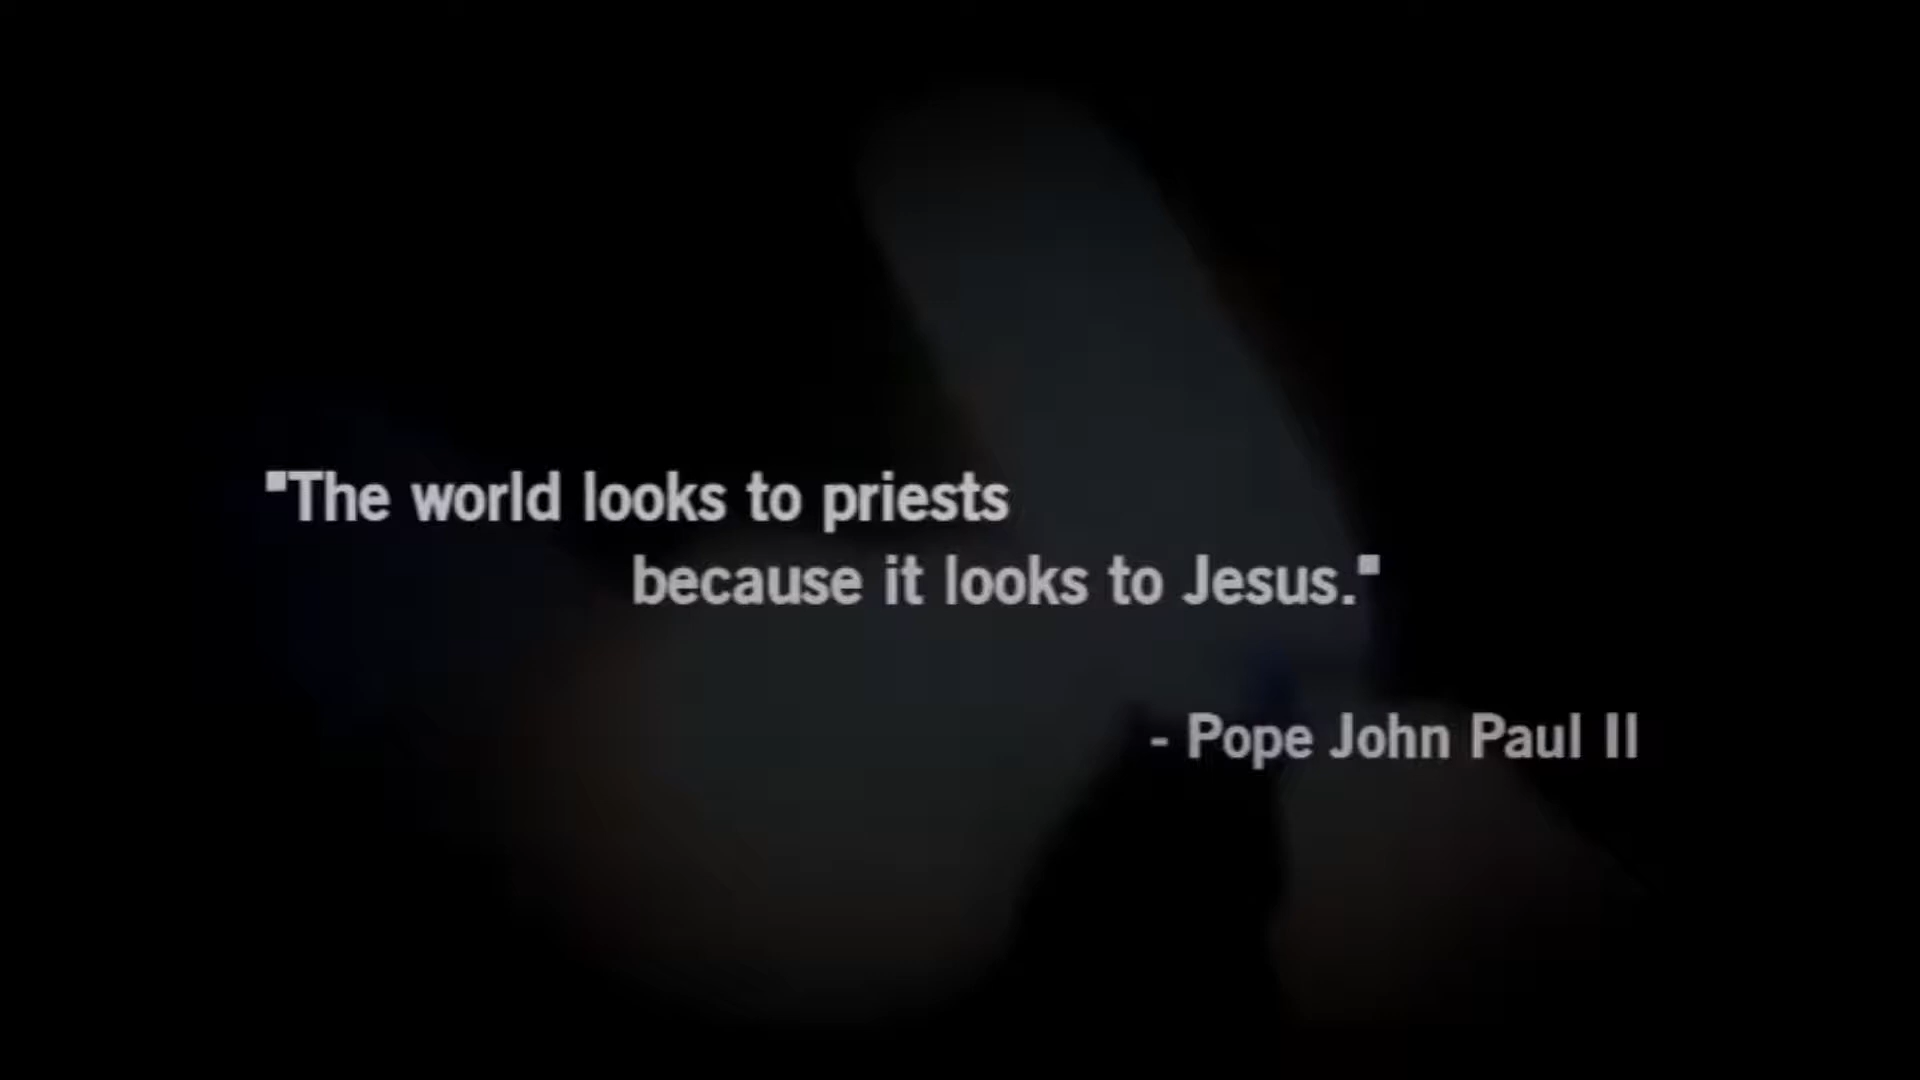 "The world looks to priests
because it looks to Jesus."
- Pope John Paul II